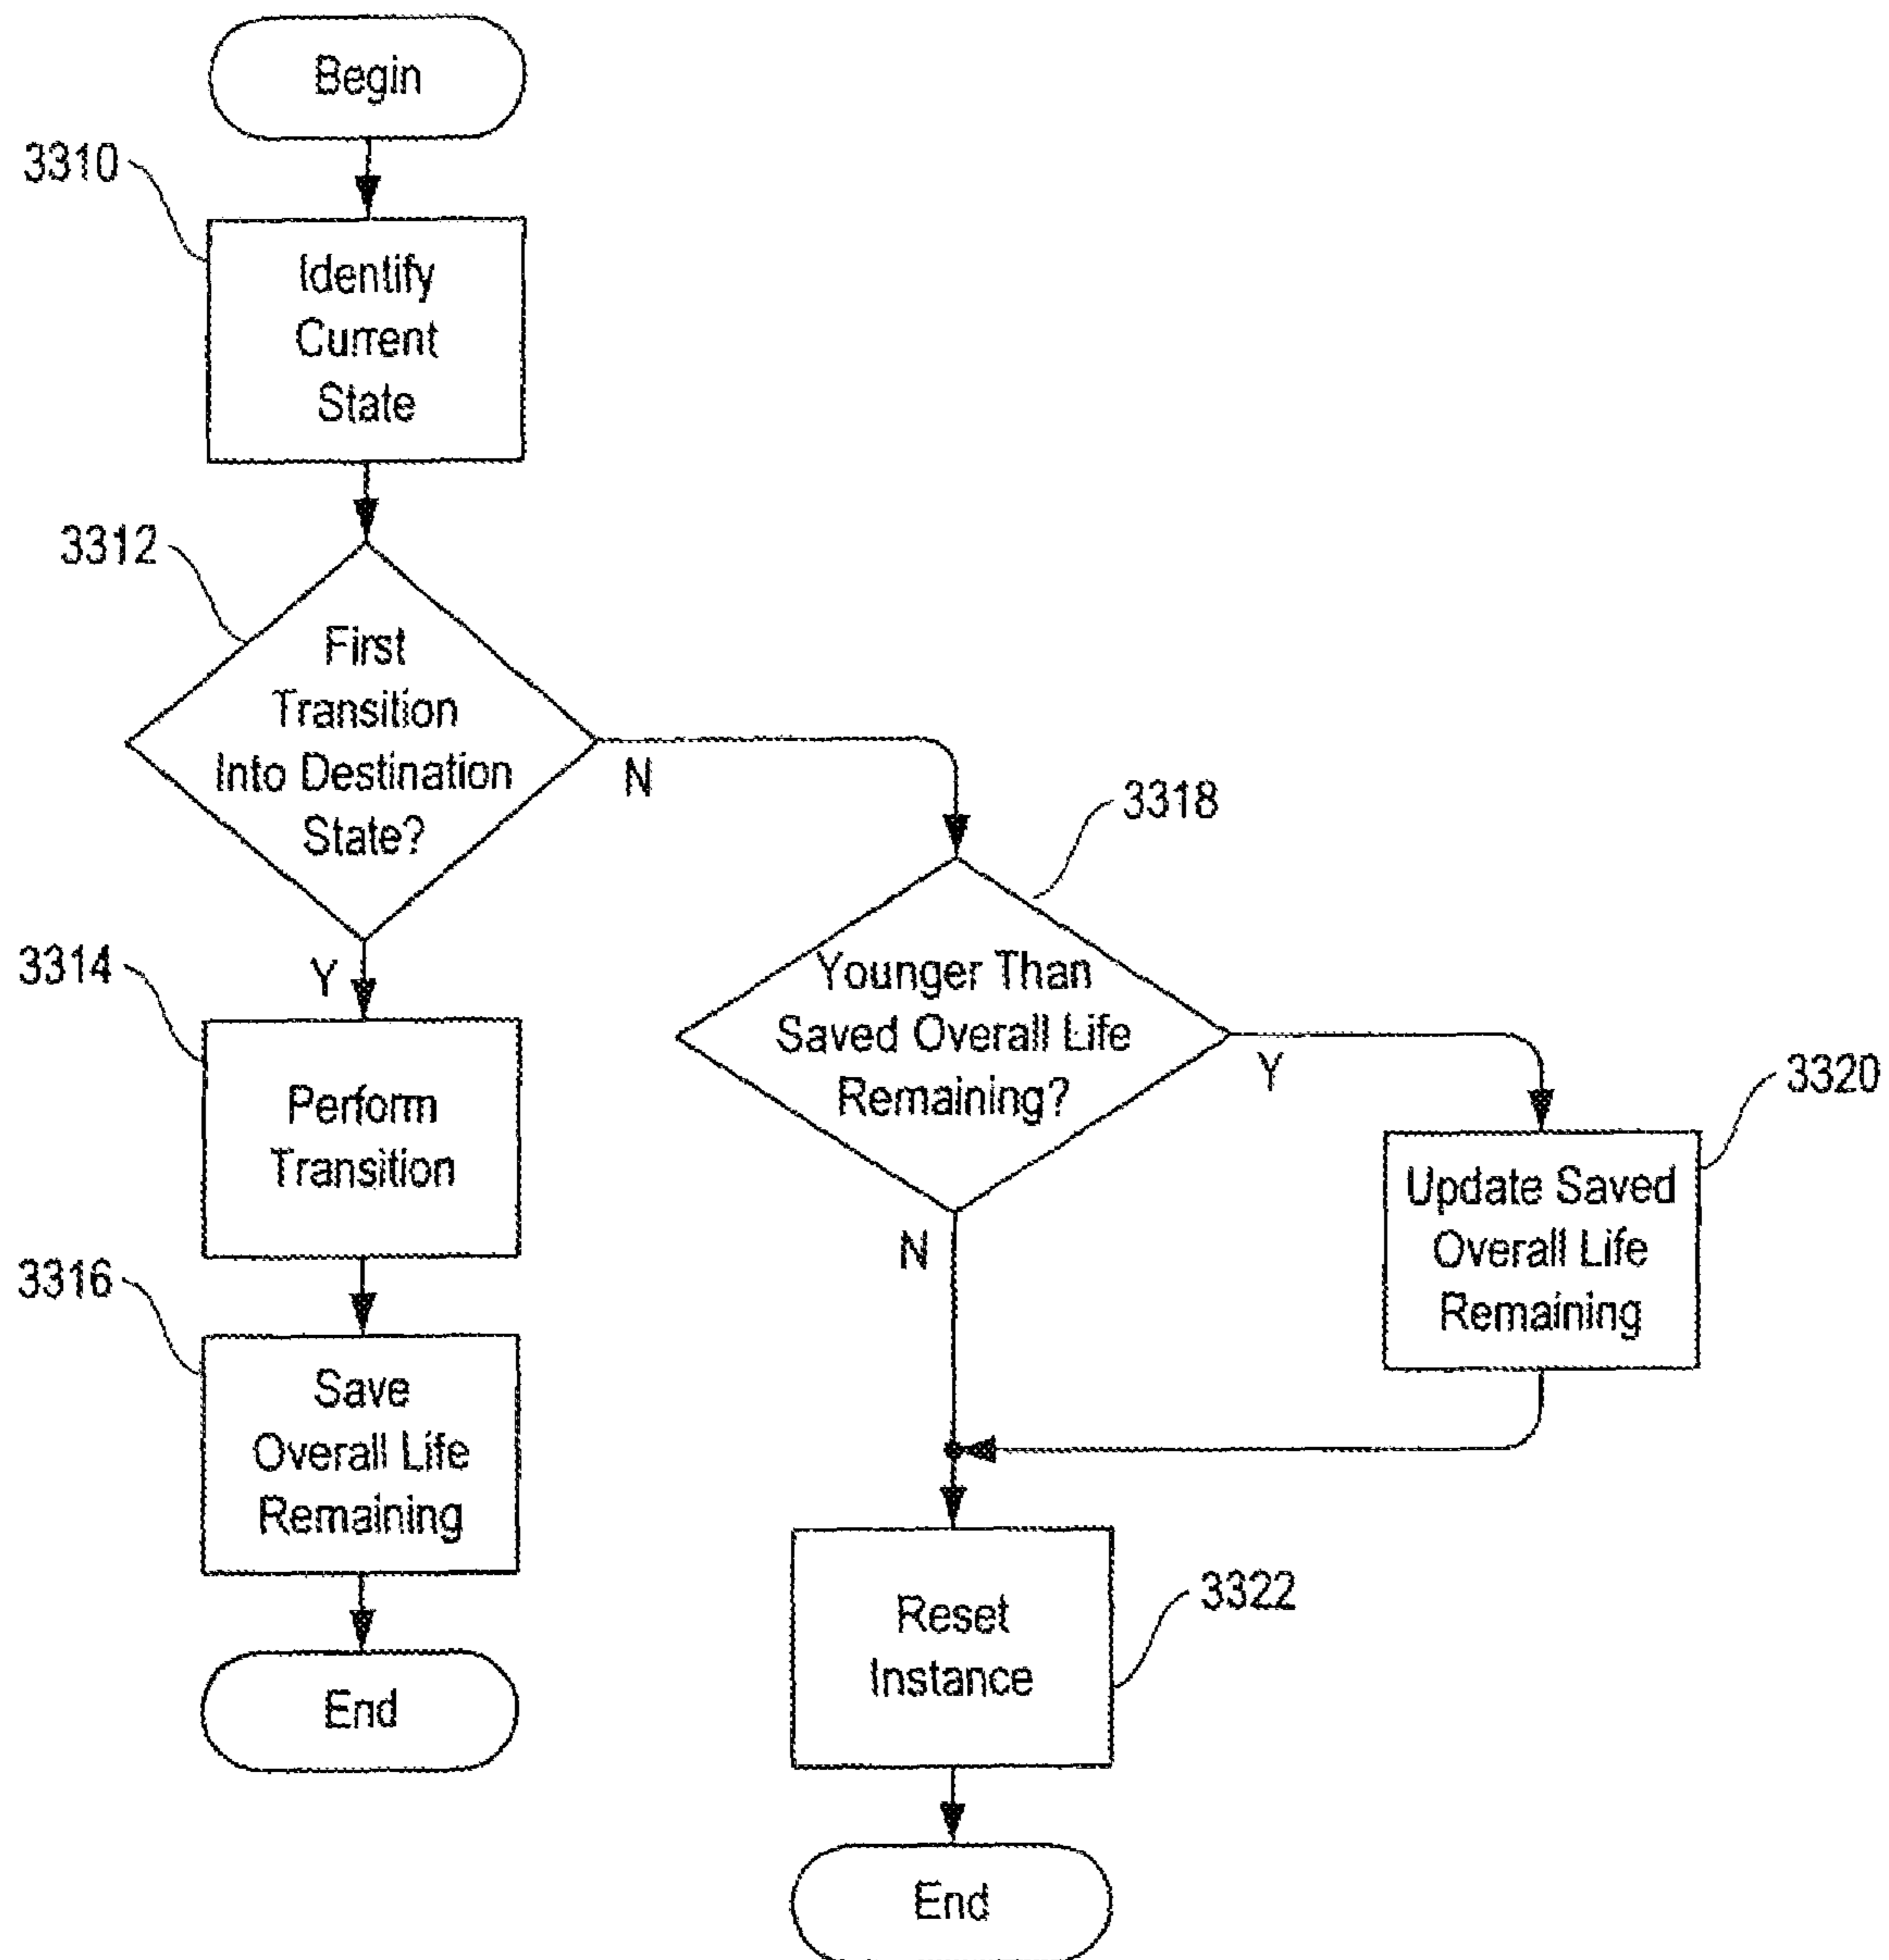 Begin
3310
Identify
Current
State
3312
First
Transition
Into Destination
State?
N
Y
3314
Perform
Transition
3316
Save
Overall Life
Remaining
End
3318
Younger Than
Saved Overall Life
Remaining?
Y
N
3320
Update Saved
Overall Life
Remaining
3322
Reset
Instance
End